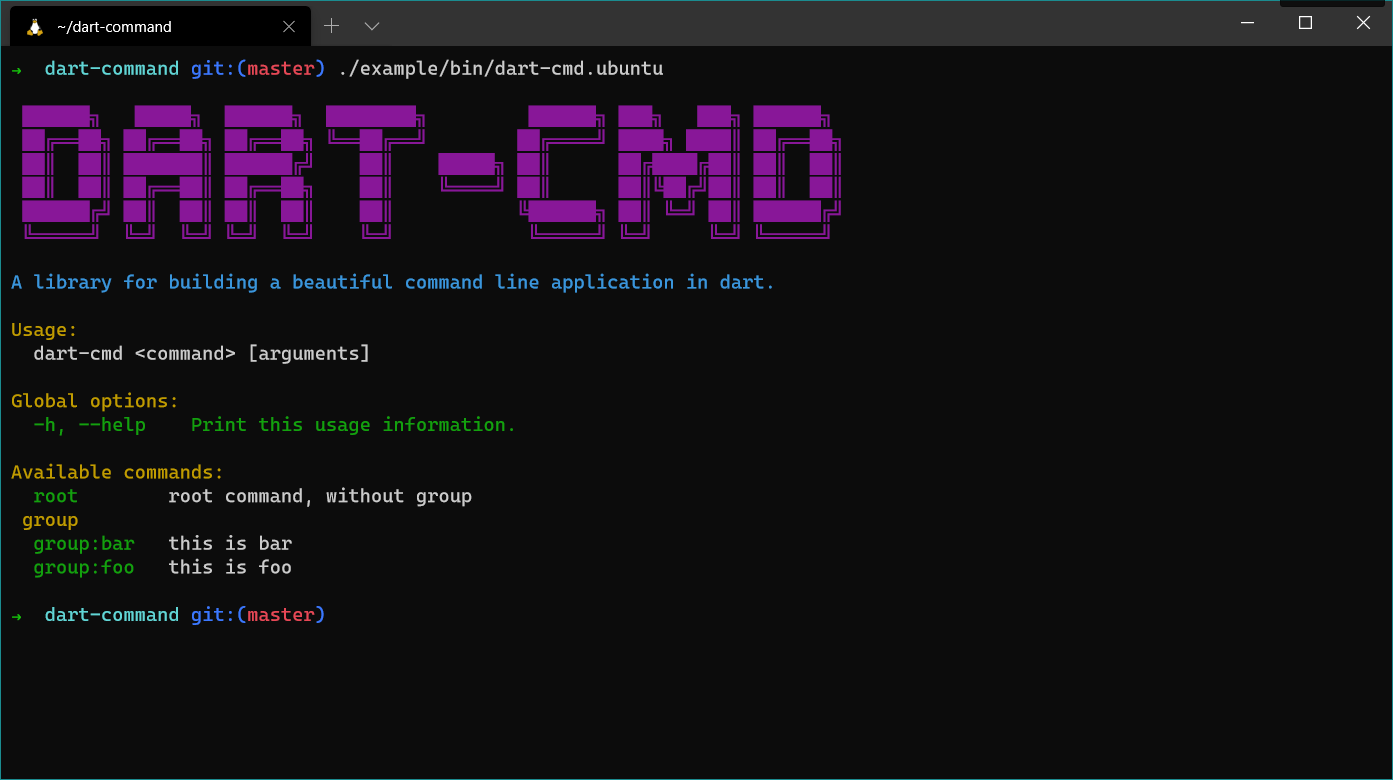 ~/dart-command
→ dart-command git:(master) ./example/bin/dart-cmd.ubuntu
DART-CMD
A library for building a beautiful command line application in dart.
Usage:
dart-cmd <command> [arguments]
Global options:
-h, --help    Print this usage information.
Available commands:
root        root command, without group
group
group:bar   this is bar
group:foo   this is foo
→ dart-command git:(master)